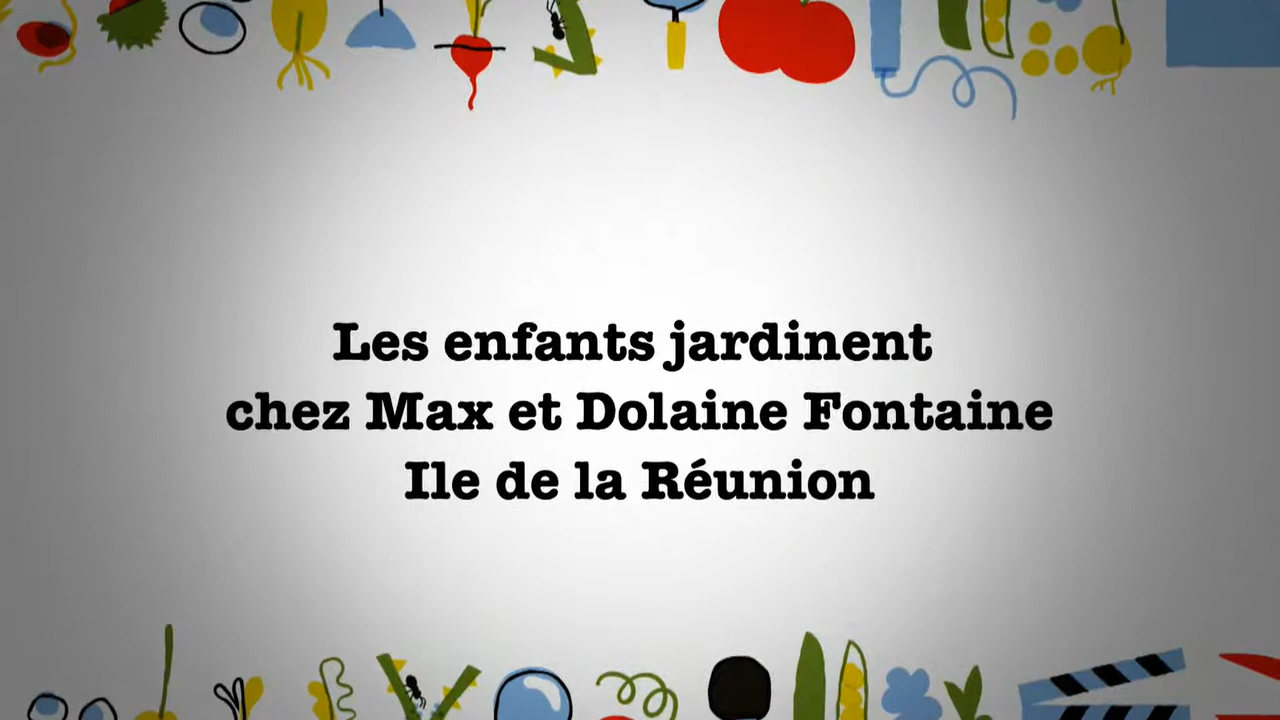 Les enfants jardinent
chez Max et Dolaine Fontaine
Ile de la Réunion